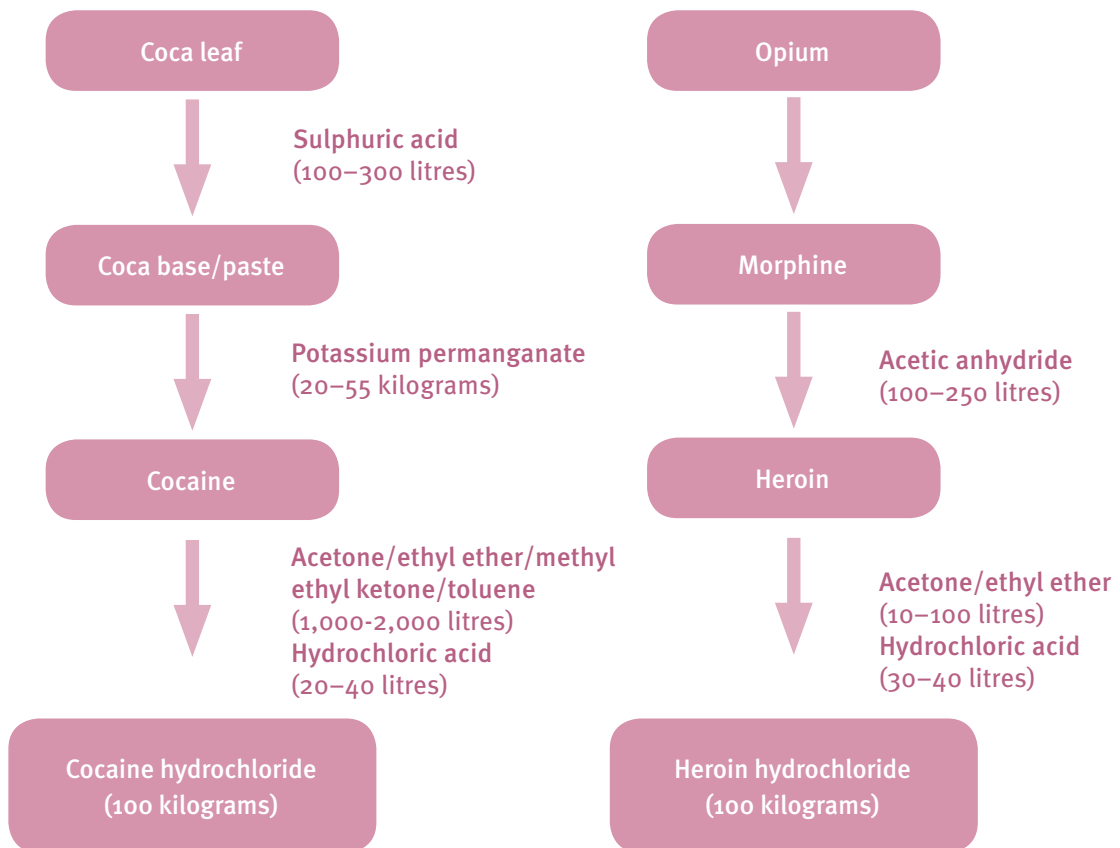 Coca leaf
Sulphuric acid
(100–300 litres)
Coca base/paste
Potassium permanganate
(20–55 kilograms)
Cocaine
Acetone/ethyl ether/methyl
ethyl ketone/toluene
(1,000-2,000 litres)
Hydrochloric acid
(20–40 litres)
Cocaine hydrochloride
(100 kilograms)
Opium
Morphine
Acetic anhydride
(100–250 litres)
Heroin
Acetone/ethyl ether
(10–100 litres)
Hydrochloric acid
(30–40 litres)
Heroin hydrochloride
(100 kilograms)